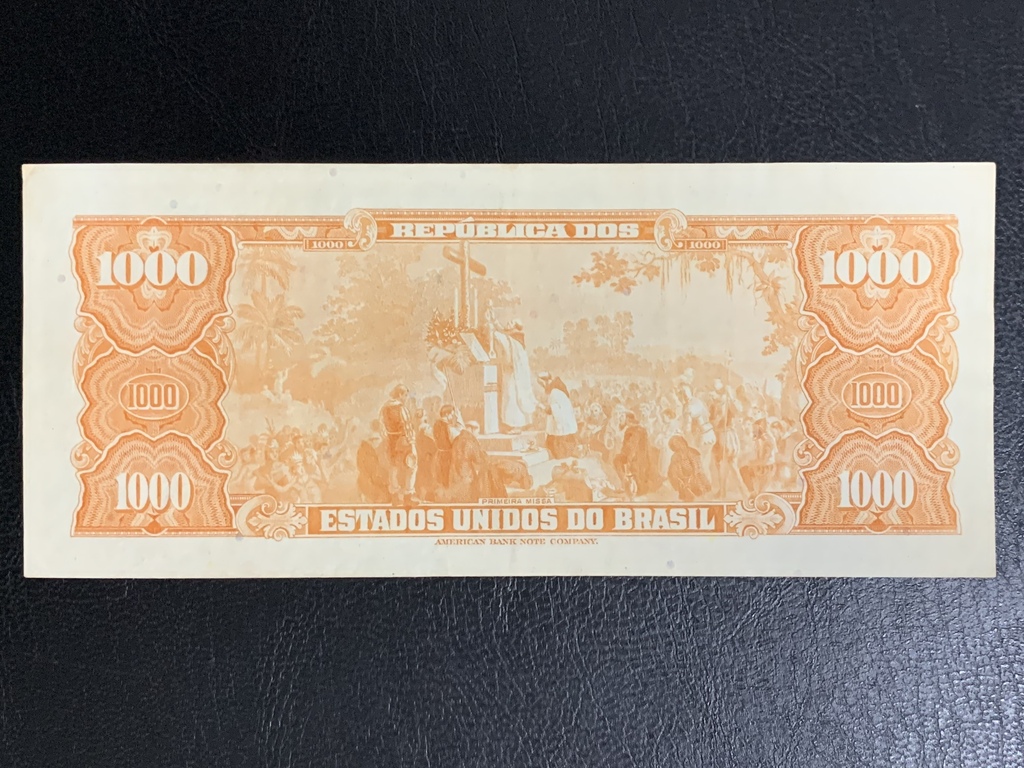 REPÚBLICA DOS
1000 1000
1000 1000
1000 1000
1000 1000
PRIMEIRA MISSA
ESTADOS UNIDOS DO BRASIL
AMERICAN BANK NOTE COMPANY.